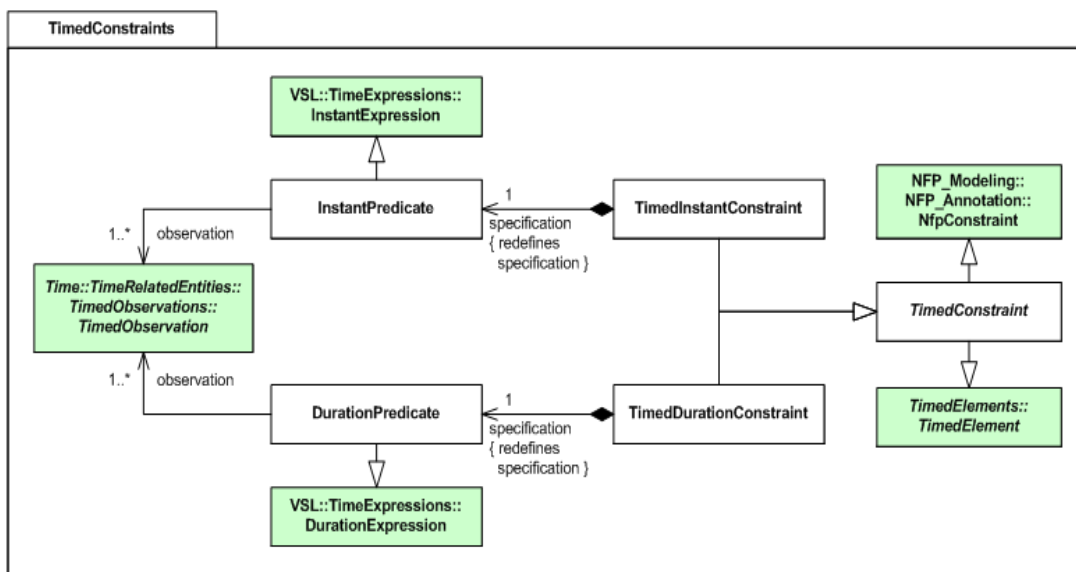 TimedConstraints
VSL::TimeExpressions::
InstantExpression
InstantPredicate
1
specification
{ redefines
specification }
TimedInstantConstraint
NFP_Modeling::
NFP_Annotation::
NfpConstraint
1..* observation
Time::TimeRelatedEntities::
TimedObservations::
TimedObservation
TimedConstraint
1..* observation
DurationPredicate
1
specification
{ redefines
specification }
TimedDurationConstraint
TimedElements::
TimedElement
VSL::TimeExpressions::
DurationExpression